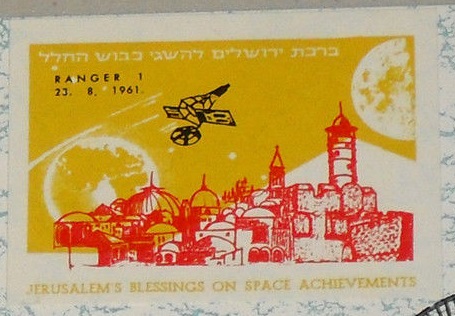 ברכת ירושלים להשגי כבוש החלל
RANGER 1
23. 8. 1961.
JERUSALEM'S BLESSINGS ON SPACE ACHIEVEMENTS